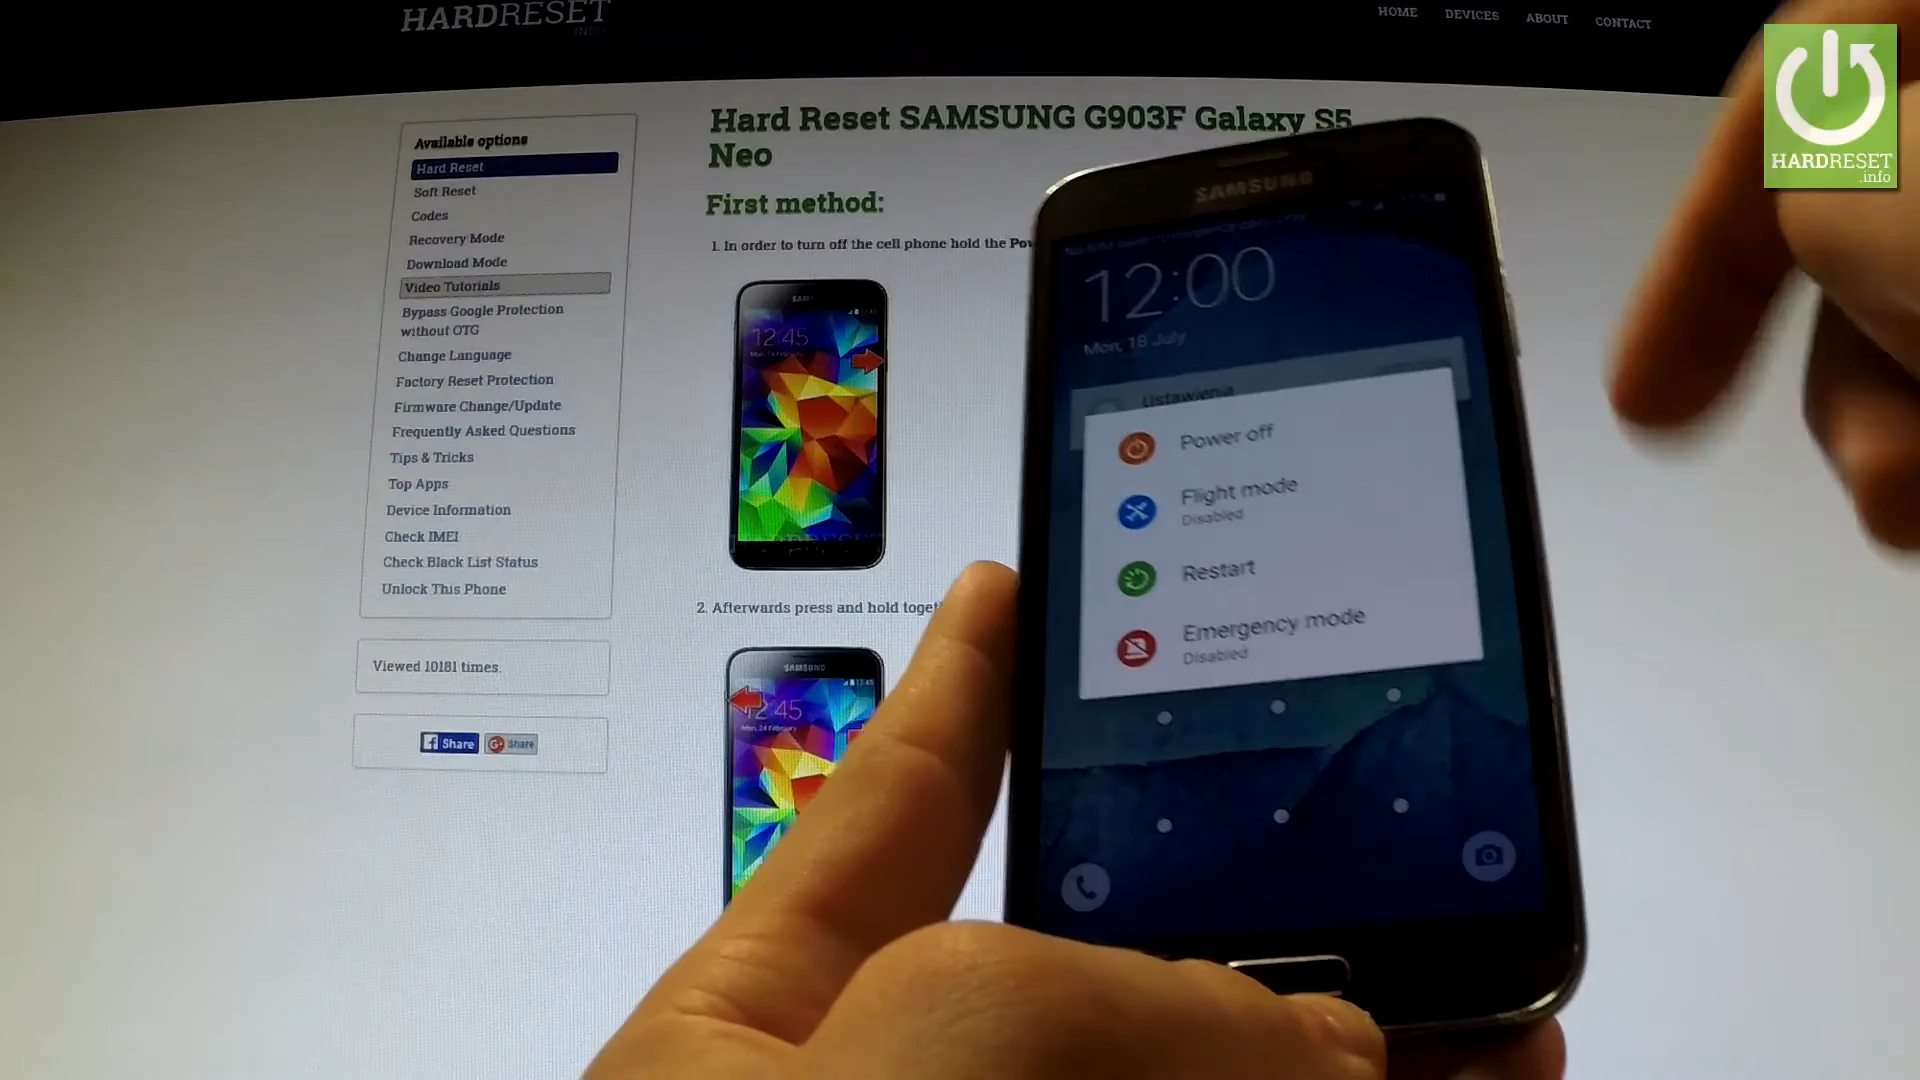 HARDRESET
HOME
DEVICES
ABOUT
CONTACT
HARDRESET
.info
Available options
Hard Reset
Soft Reset
Codes
Recovery Mode
Download Mode
Video Tutorials
Bypass Google Protection
without OTG
Change Language
Factory Reset Protection
Firmware Change/Update
Frequently Asked Questions
Tips & Tricks
Top Apps
Device Information
Check IMEI
Check Black List Status
Unlock This Phone
Viewed 10181 times.
Share
Share
Hard Reset SAMSUNG G903F Galaxy S5
Neo
First method:
1. In order to turn off the cell phone hold the
12:45
2. Afterwards press and hold
SAMSUNG
12:45
Mon, 24 February
SAMSUNG
12:00
Mon, 18 July
Ustawienia
Power off
Flight mode
Disabled
Restart
Emergency mode
Disabled